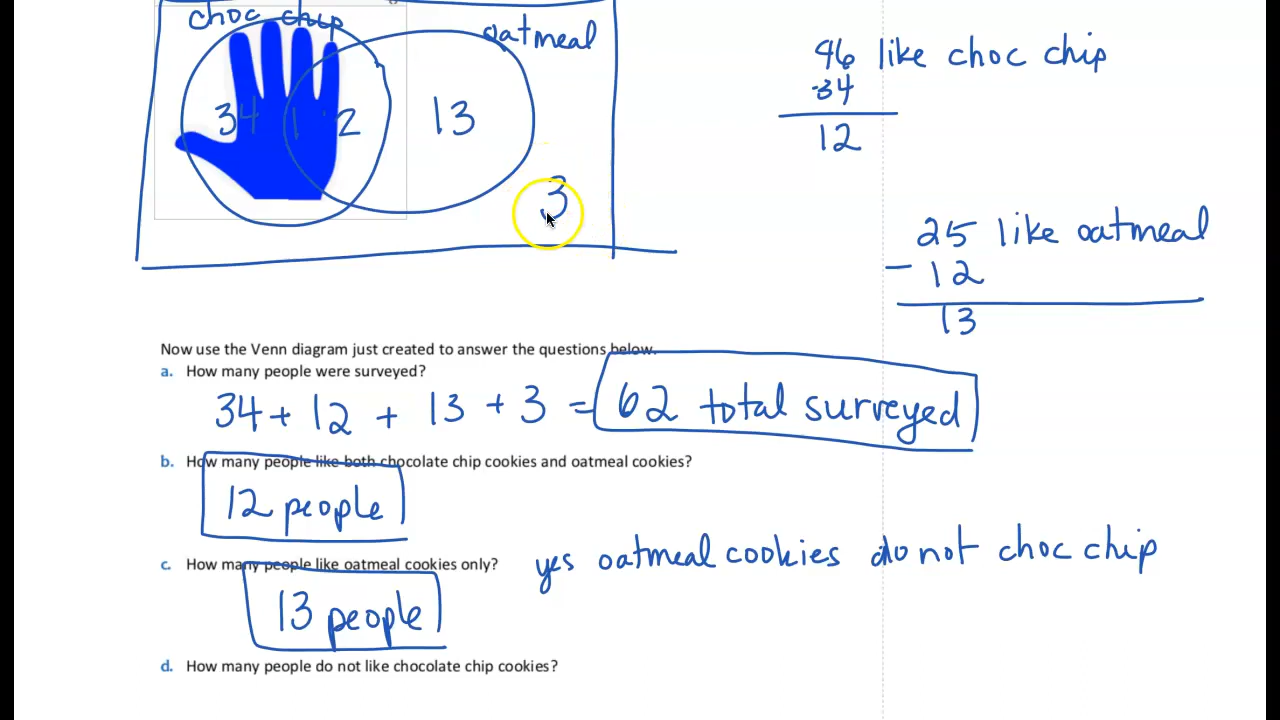 choc chip
oatmeal
34 12 13
3
46 like choc chip
-34
12
25 like oatmeal
- 12
13
Now use the Venn diagram just created to answer the questions below.
a. How many people were surveyed?
34 + 12 + 13 + 3 = 62 total surveyed
b. How many people like both chocolate chip cookies and oatmeal cookies?
12 people
c. How many people like oatmeal cookies only? yes oatmeal cookies do not choc chip
13 people
d. How many people do not like chocolate chip cookies?